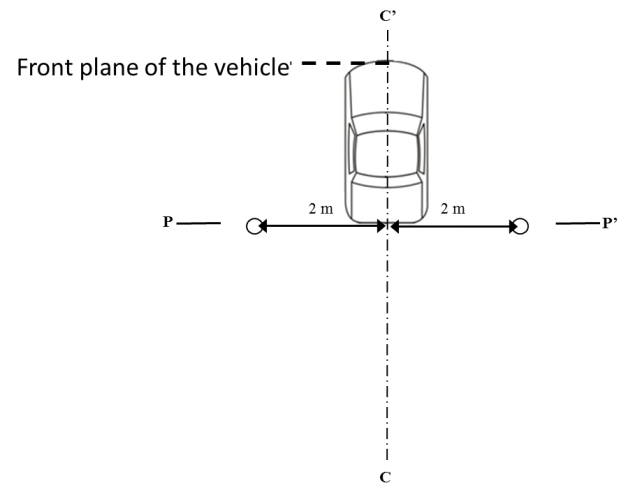 C’
Front plane of the vehicle
2 m
2 m
P
P’
C